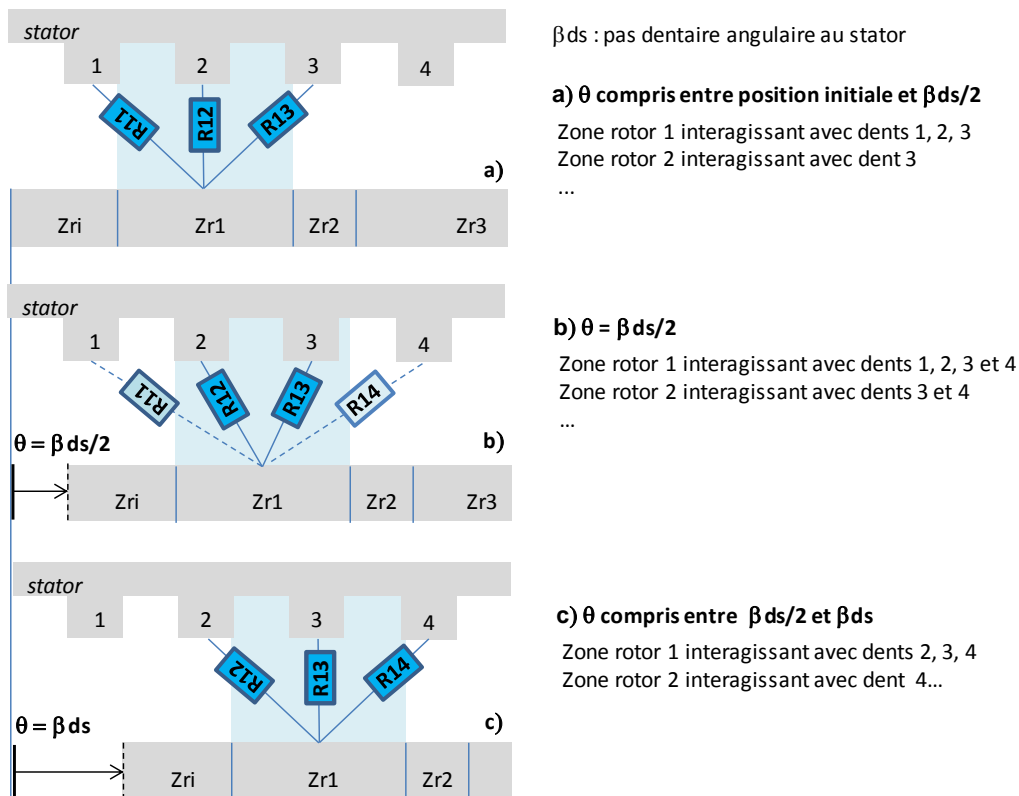 stator
1
2
3
4
R11
R12
R13
a)
Zri
Zr1
Zr2
Zr3
βds : pas dentaire angulaire au stator
a) θ compris entre position initiale et βds/2
Zone rotor 1 interagissant avec dents 1, 2, 3
Zone rotor 2 interagissant avec dent 3
...
stator
1
2
3
4
R11
R12
R13
R14
θ = βds/2
b)
Zri
Zr1
Zr2
Zr3
b) θ = βds/2
Zone rotor 1 interagissant avec dents 1, 2, 3 et 4
Zone rotor 2 interagissant avec dents 3 et 4
...
stator
1
2
3
4
R12
R13
R14
θ = βds
c)
Zri
Zr1
Zr2
c) θ compris entre βds/2 et βds
Zone rotor 1 interagissant avec dents 2, 3, 4
Zone rotor 2 interagissant avec dent 4...